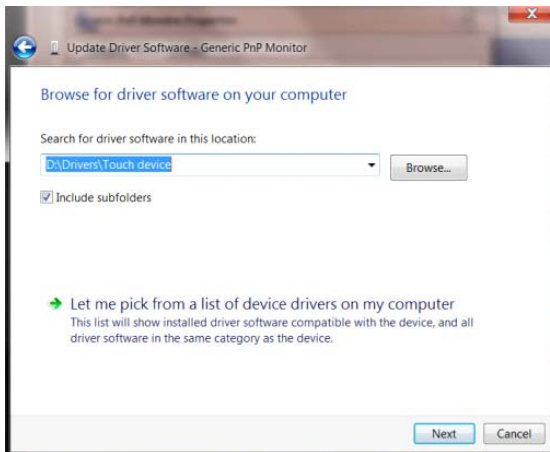 Update Driver Software - Generic PnP Monitor
Browse for driver software on your computer
Search for driver software in this location:
D:\Drivers\Touch device
Browse...
Include subfolders
Let me pick from a list of device drivers on my computer
This list will show installed driver software compatible with the device, and all
driver software in the same category as the device.
Next
Cancel